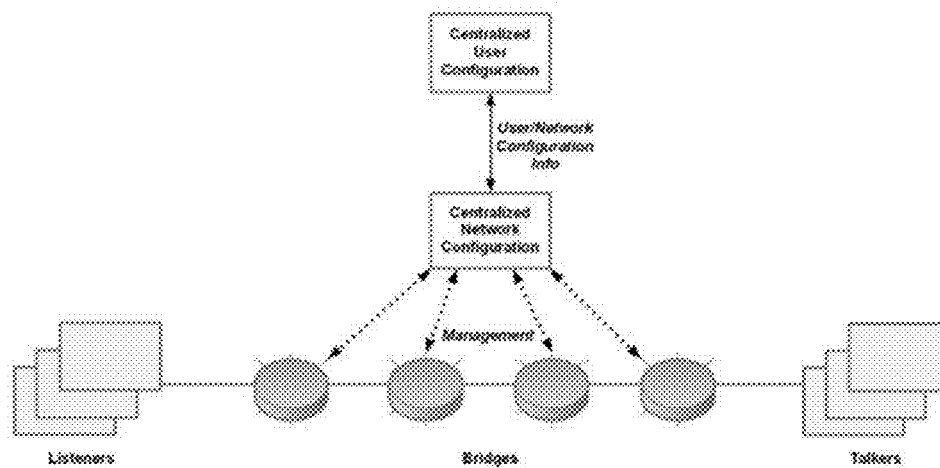 Centralized
User
Configuration
User/Network
Configuration
Info
Centralized
Network
Configuration
Management
Listeners
Bridges
Talkers